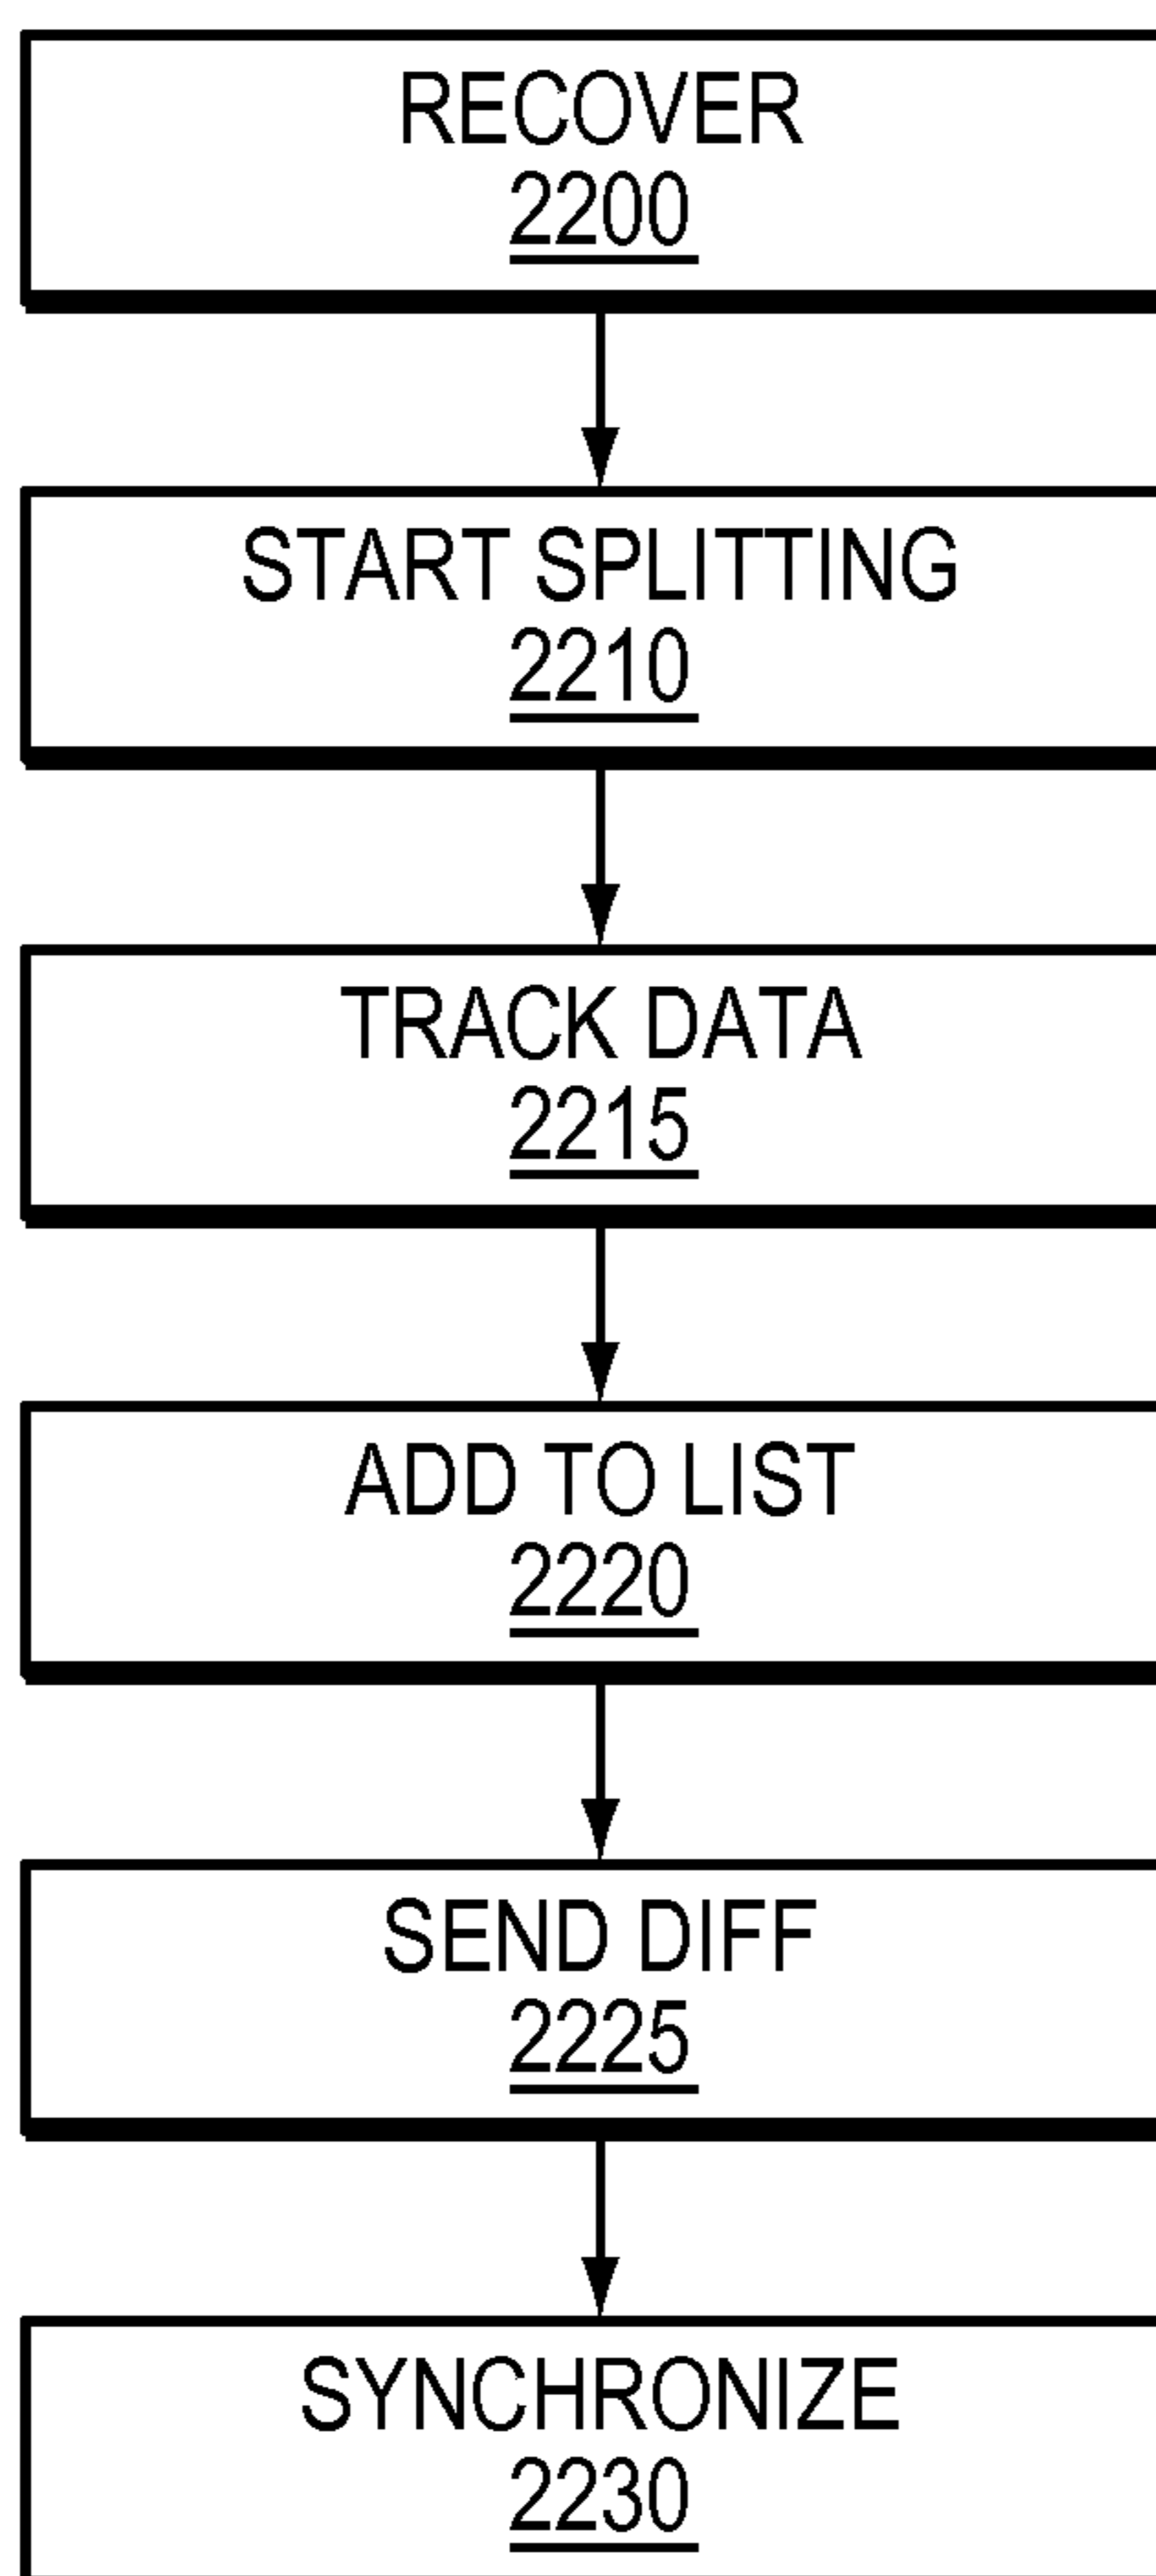 RECOVER
2200
START SPLITTING
2210
TRACK DATA
2215
ADD TO LIST
2220
SEND DIFF
2225
SYNCHRONIZE
2230